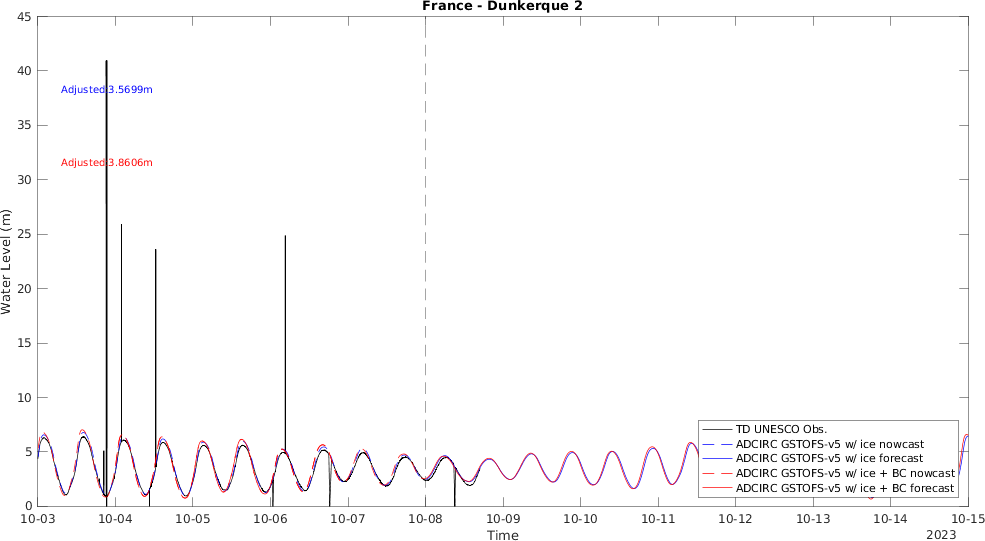 France - Dunkerque 2
Water Level (m)
45
40
35
30
25
20
15
10
5
0
Adjusted 3.5699m
Adjusted 3.8606m
TD UNESCO Obs.
ADCIRC GSTOFS-v5 w/ ice nowcast
ADCIRC GSTOFS-v5 w/ ice forecast
ADCIRC GSTOFS-v5 w/ ice + BC nowcast
ADCIRC GSTOFS-v5 w/ ice + BC forecast
10-03 10-04 10-05 10-06 10-07 10-08 10-09 10-10 10-11 10-12 10-13 10-14 10-15
Time
2023